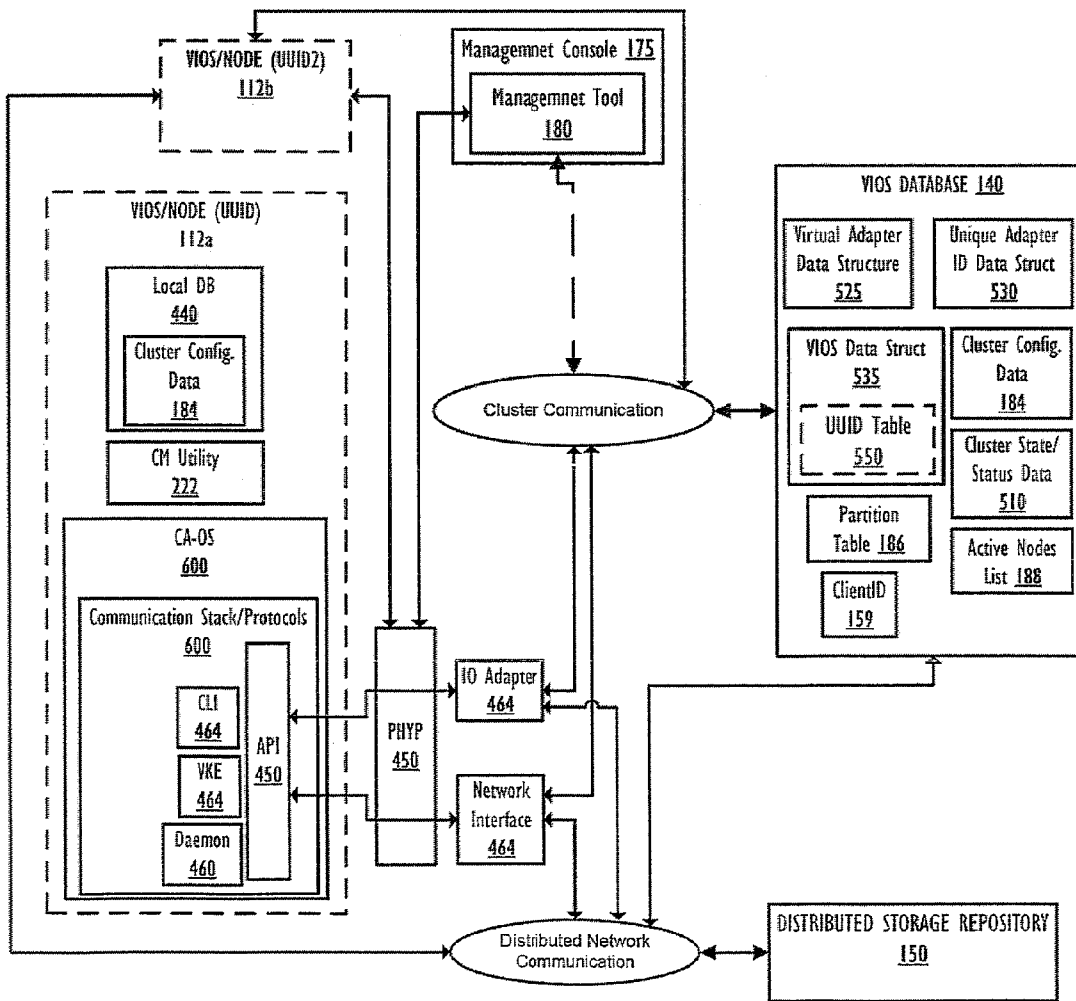 VIOS/NODE (UUID2)
112b
Managemnet Console 175
Managemnet Tool
180
VIOS/NODE (UUID)
112a
Local DB
440
Cluster Config.
Data
184
CM Utility
222
CA-OS
600
Communication Stack/Protocols
600
CLI
464
VKE
464
Daemon
460
API
450
PHYP
450
IO Adapter
464
Network
Interface
464
Cluster Communication
Distributed Network
Communication
VIOS DATABASE 140
Virtual Adapter
Data Structure
525
Unique Adapter
ID Data Struct
530
VIOS Data Struct
535
UUID Table
550
Cluster Config.
Data
184
Cluster State/
Status Data
510
Partition
Table 186
Active Nodes
List 188
ClientID
159
DISTRIBUTED STORAGE REPOSITORY
150